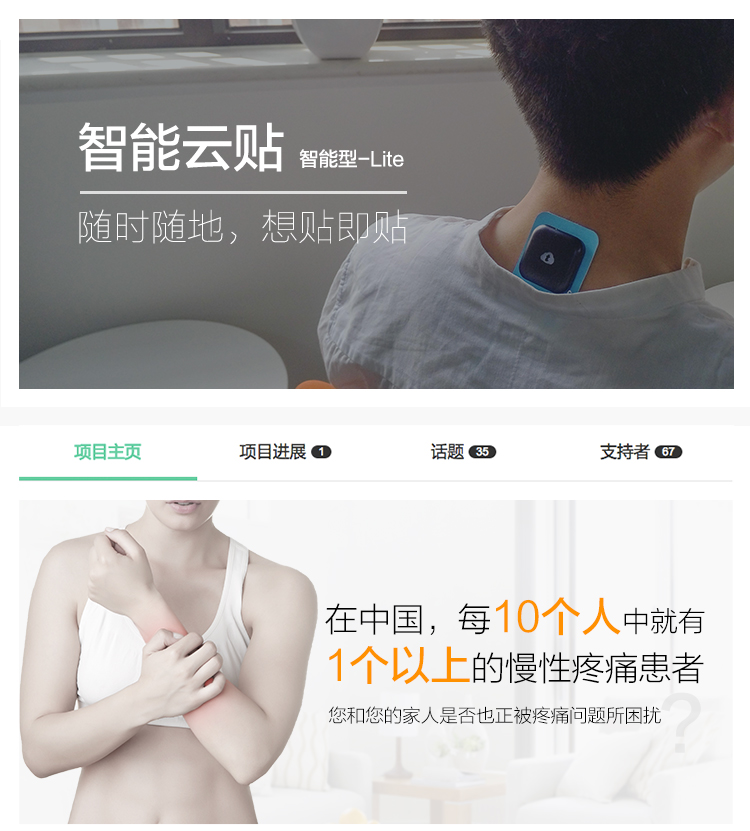 智能云贴 智能型-Lite
随时随地，想贴即贴
项目主页 项目进展 1 话题 35 支持者 67
在中国，每10个人中就有
1个以上的慢性疼痛患者
您和您的家人是否也正被疼痛问题所困扰?